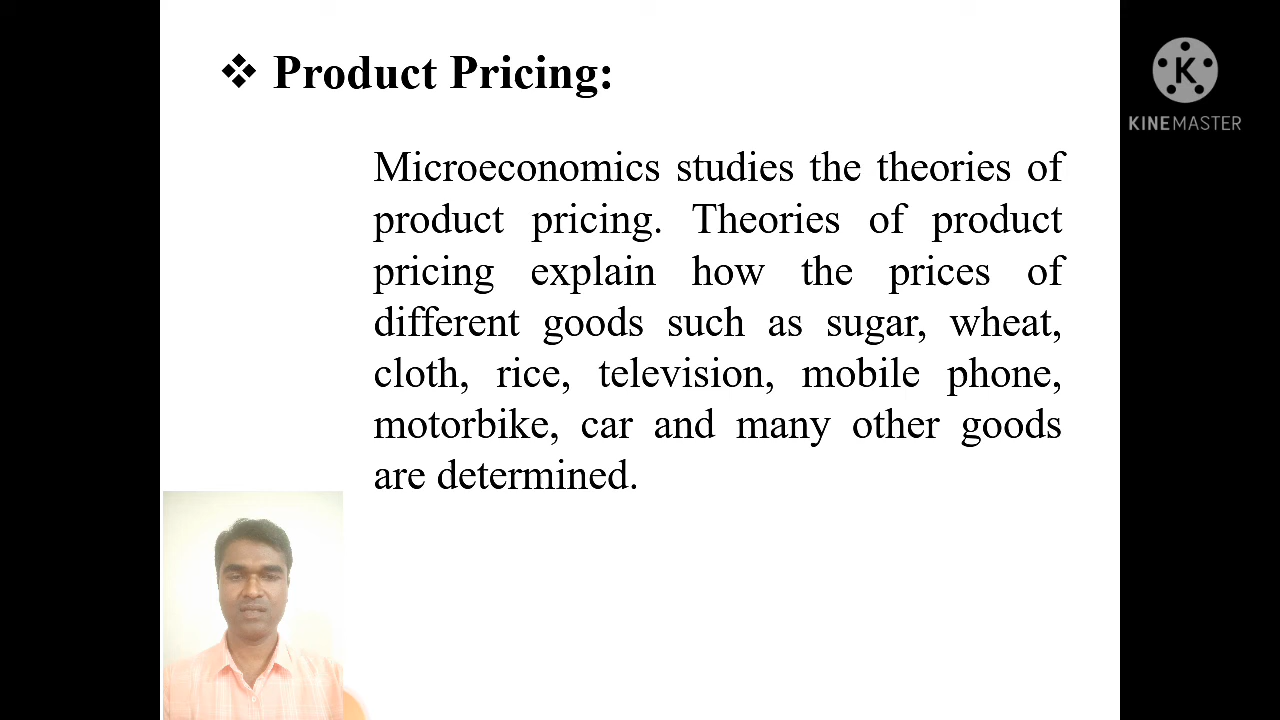 ❖ Product Pricing:
Microeconomics studies the theories of
product pricing. Theories of product
pricing explain how the prices of
different goods such as sugar, wheat,
cloth, rice, television, mobile phone,
motorbike, car and many other goods
are determined.
K
KINEMASTER